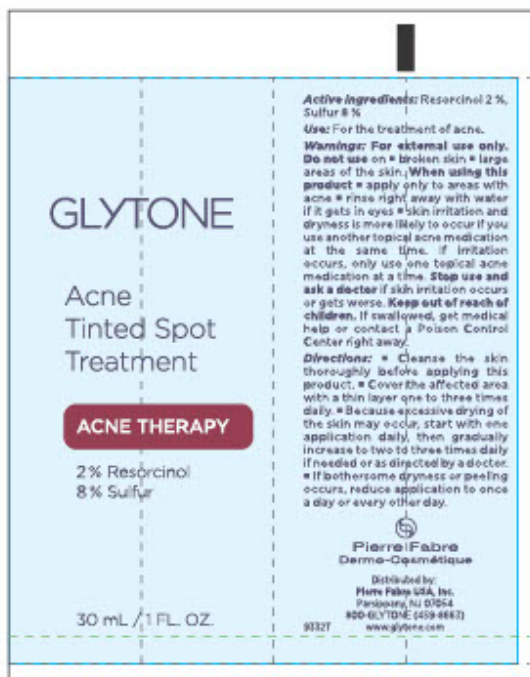 GLYTONE
Acne
Tinted Spot
Treatment
ACNE THERAPY
2% Resorcinol
8% Sulfur
30 mL / 1 FL. OZ.
Active ingredients: Resorcinol 2 %,
Sulfur 8 %
Use: For the treatment of acne.
Warnings: For external use only.
Do not use on ▪ broken skin ▪ large
areas of the skin. When using this
product ▪ apply only to areas with
acne ▪ rinse right away with water
if it gets in eyes ▪ skin irritation and
dryness is more likely to occur if you
use another topical acne medication
at the same time. If irritation
occurs, only use one topical acne
medication at a time. Stop use and
ask a doctor if skin irritation occurs
or gets worse. Keep out of reach of
children. If swallowed, get medical
help or contact a Poison Control
Center right away.
Directions: ▪ Cleanse the skin
thoroughly before applying this
product. ▪ Cover the affected area
with a thin layer one to three times
daily. ▪ Because excessive drying of
the skin may occur, start with one
application daily, then gradually
increase to two to three times daily
if needed or as directed by a doctor.
▪ If bothersome dryness or peeling
occurs, reduce application to once
a day or every other day.
Pierre Fabre
Dermo-Cosmétique
Distributed by:
Pierre Fabre USA, Inc.
Parsippany, NJ 07054
800-GLYTONE (459-8663)
93327 www.glytone.com